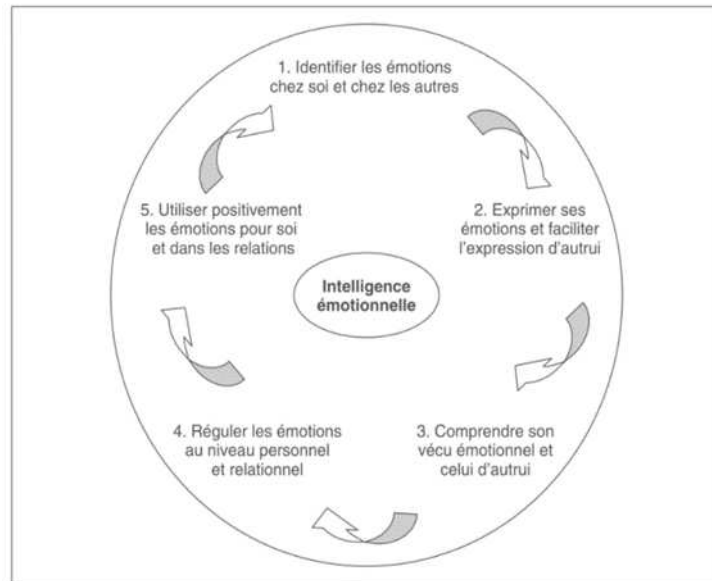 1. Identifier les émotions
chez soi et chez les autres
2. Exprimer ses
émotions et faciliter
l'expression d'autrui
3. Comprendre son
vécu émotionnel et
celui d'autrui
4. Réguler les émotions
au niveau personnel
et relationnel
5. Utiliser positivement
les émotions pour soi
et dans les relations
Intelligence
émotionnelle